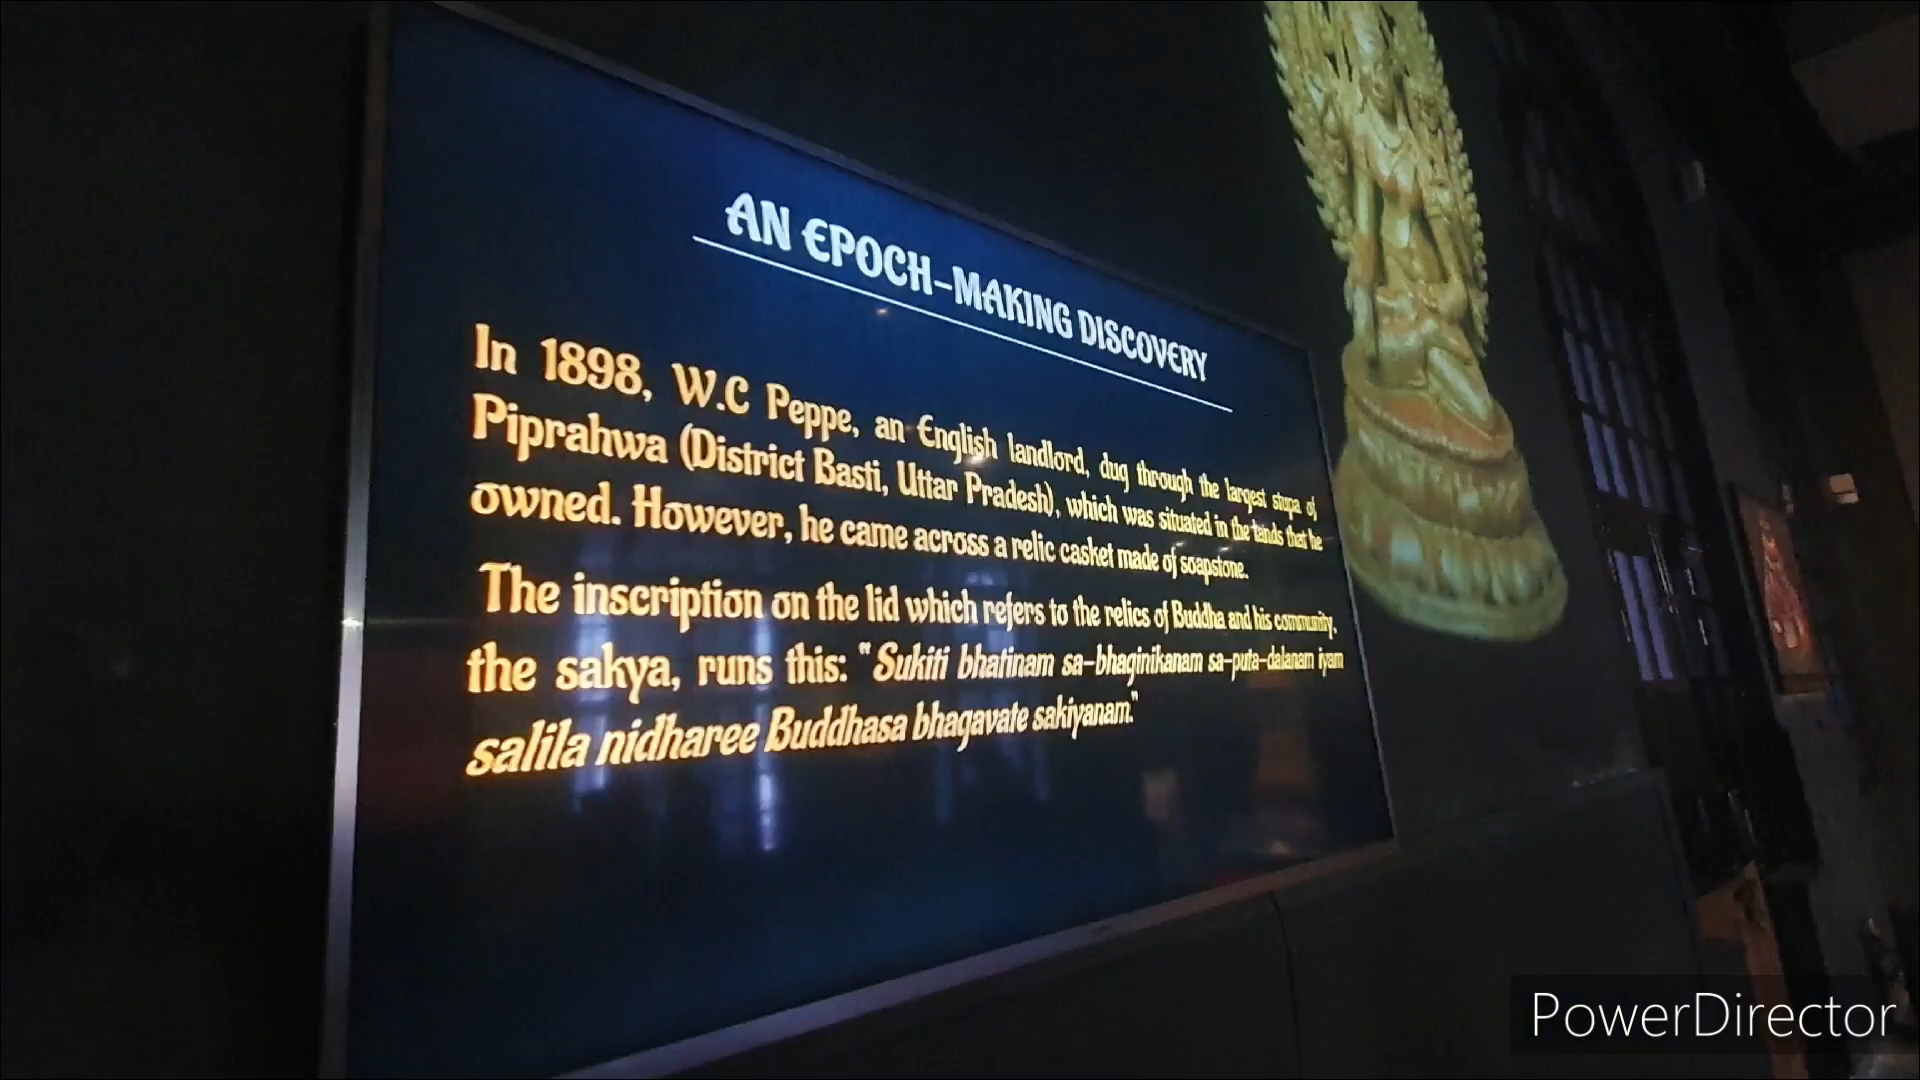 AN EPOCH-MAKING DISCOVERY
In 1898, W.C Peppe, an English landlord, dug through the largest stupa of
Piprahwa (District Basti, Uttar Pradesh), which was situated in the lands that he
owned. However, he came across a relic casket made of soapstone.
The inscription on the lid which refers to the relics of Buddha and his community,
the sakya, runs this: "Sukiti bhatinam sa-bhaginikanam sa-puta-dalanam iyam
salila nidharee Buddhasa bhagavate sakiyanam."
PowerDirector